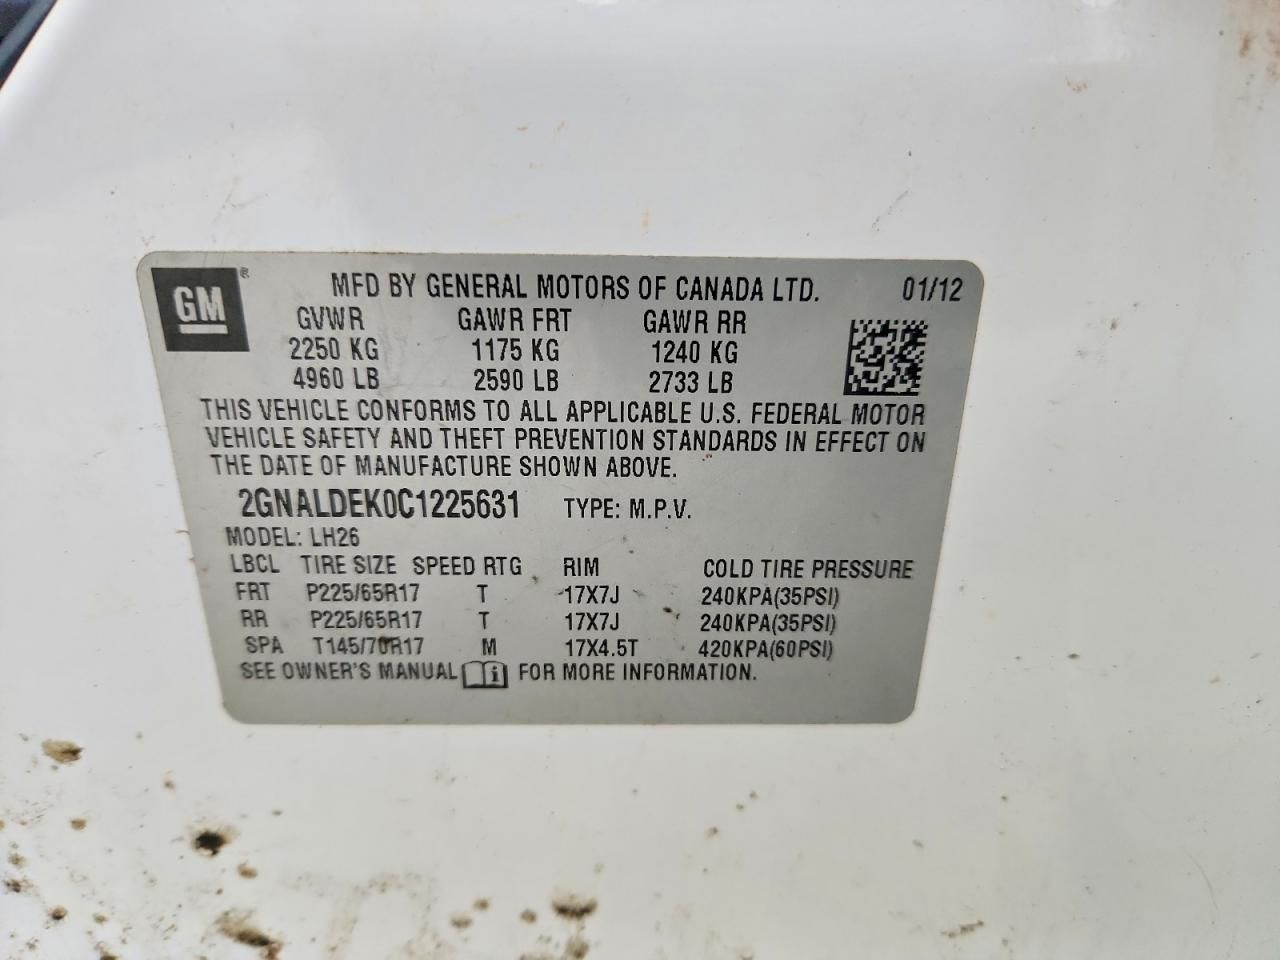 GM® MFD BY GENERAL MOTORS OF CANADA LTD. 01/12
GVWR GAWR FRT GAWR RR
2250 KG 1175 KG 1240 KG
4960 LB 2590 LB 2733 LB
THIS VEHICLE CONFORMS TO ALL APPLICABLE U.S. FEDERAL MOTOR
VEHICLE SAFETY AND THEFT PREVENTION STANDARDS IN EFFECT ON
THE DATE OF MANUFACTURE SHOWN ABOVE.
2GNALDEK0C1225631 TYPE: M.P.V.
MODEL: LH26
LBCL TIRE SIZE SPEED RTG RIM COLD TIRE PRESSURE
FRT P225/65R17 T 17X7J 240KPA(35PSI)
RR P225/65R17 T 17X7J 240KPA(35PSI)
SPA T145/70R17 M 17X4.5T 420KPA(60PSI)
SEE OWNER'S MANUAL i FOR MORE INFORMATION.